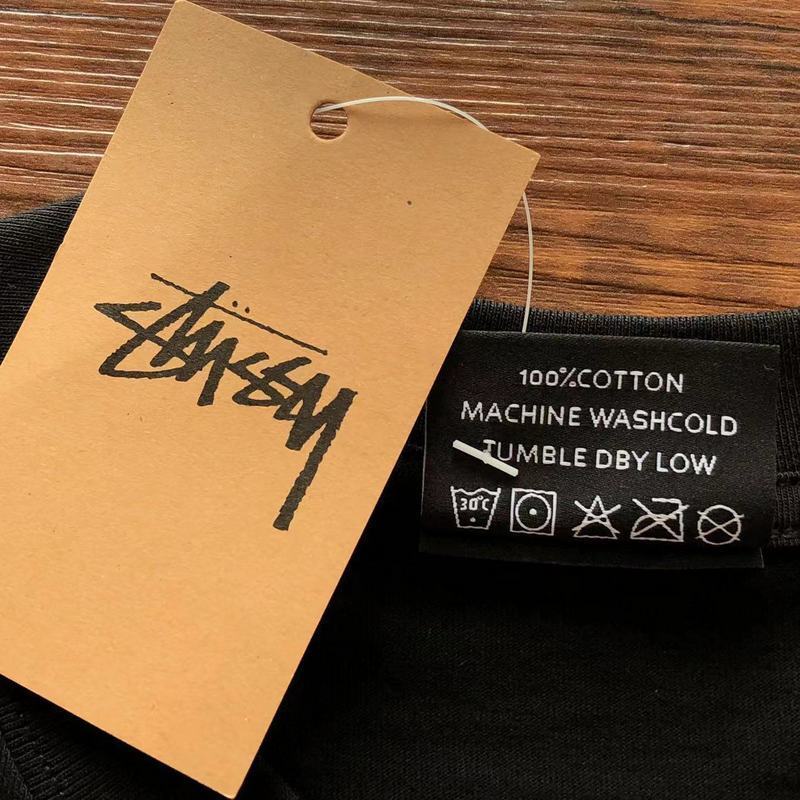 Stüssy
100%COTTON
MACHINE WASHCOLD
TUMBLE DBY LOW
30°C